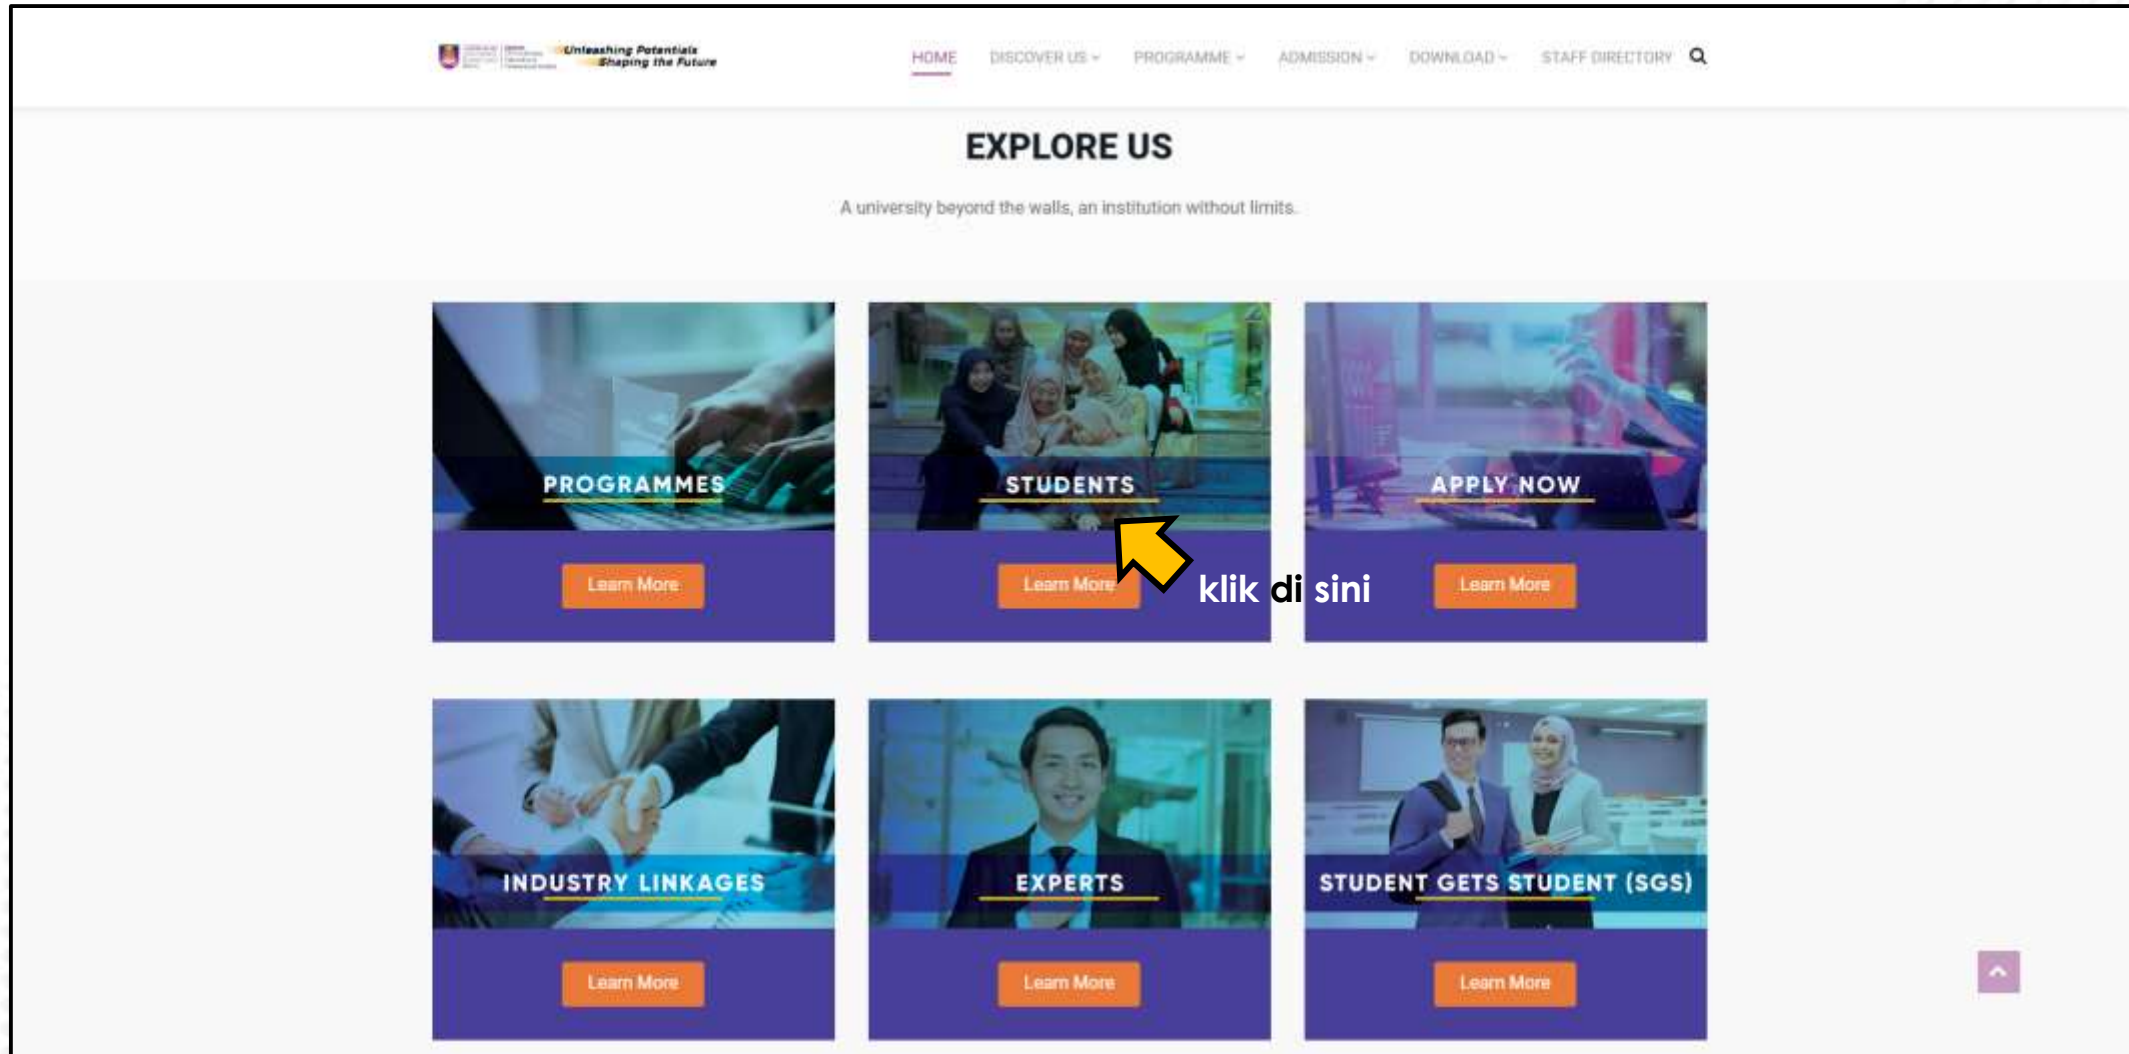 Unleashing Potentials
Shaping the Future
HOME DISCOVER US PROGRAMME ADMISSION DOWNLOAD STAFF DIRECTORY
EXPLORE US
A university beyond the walls, an institution without limits.
PROGRAMMES
Learn More
STUDENTS
Learn More
klik di sini
APPLY NOW
Learn More
INDUSTRY LINKAGES
Learn More
EXPERTS
Learn More
STUDENT GETS STUDENT (SGS)
Learn More